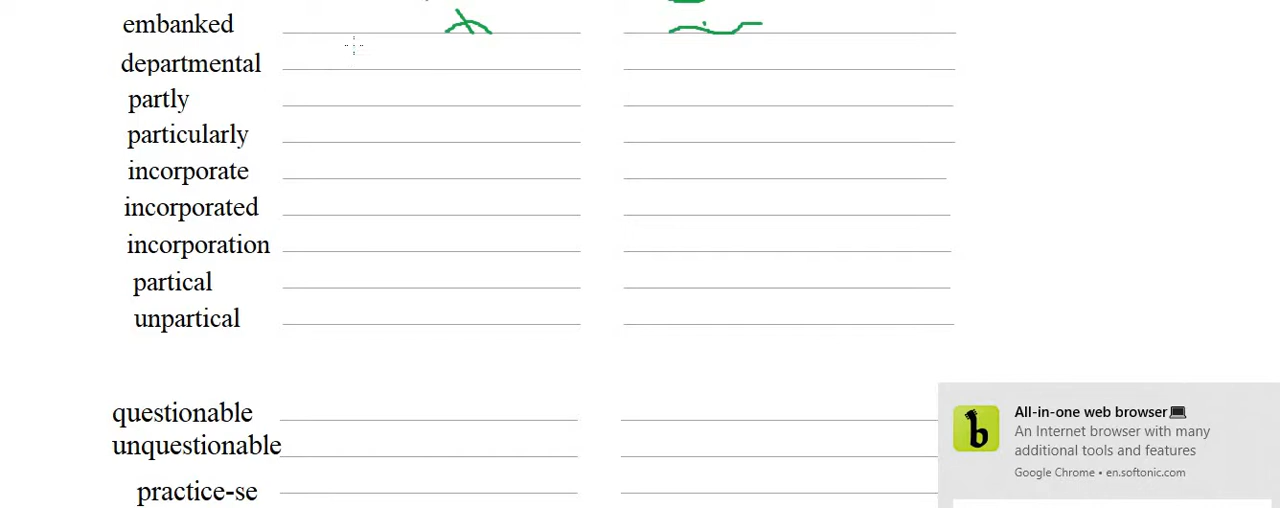 embanked
departmental
partly
particularly
incorporate
incorporated
incorporation
partical
unpartical
questionable
unquestionable
practice-se
All-in-one web browser💻
An Internet browser with many
additional tools and features
Google Chrome • en.softonic.com